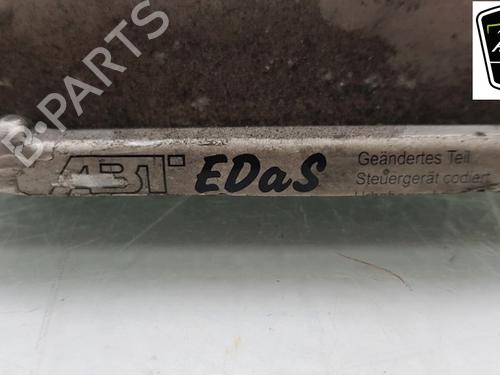 B-PARTS
ABT EDaS
Geändertes Teil
Steuergerät codiert